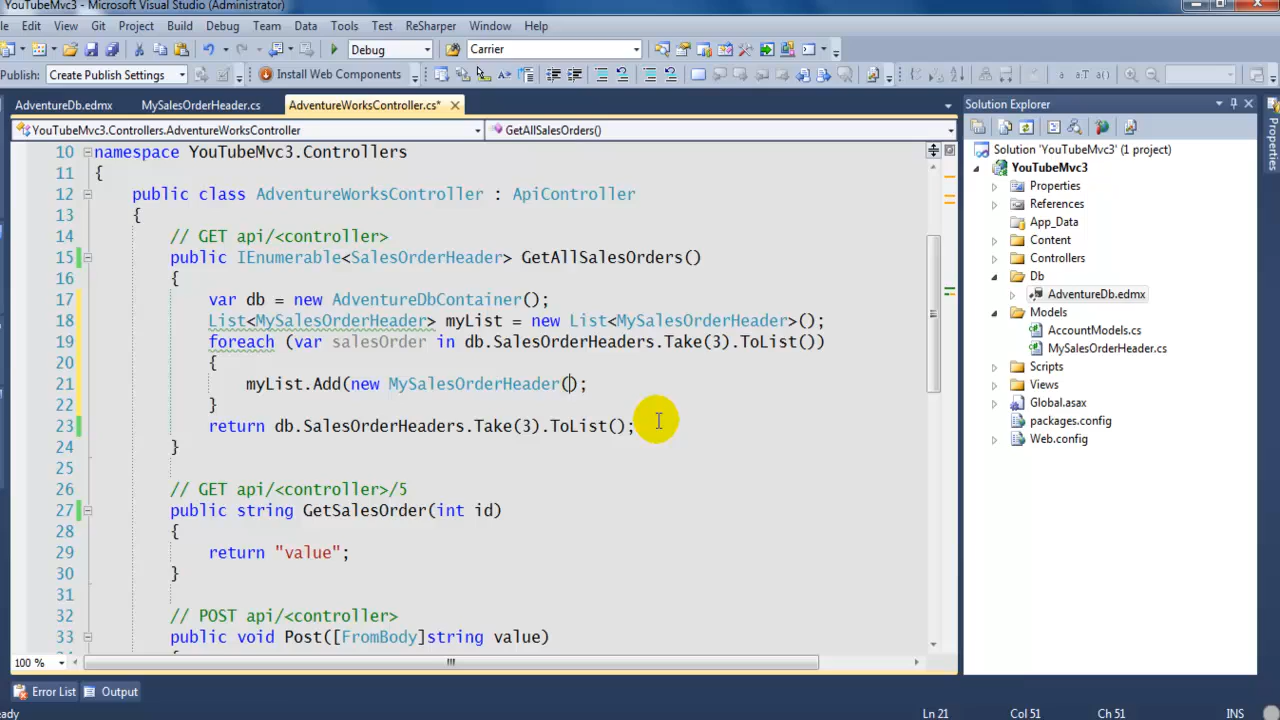 YouTubeMvc3 - Microsoft Visual Studio (Administrator)
Edit View Git Project Build Debug Team Data Tools Test ReSharper Window Help
Debug Carrier
Publish: Create Publish Settings Install Web Components
AdventureDb.edmx MySalesOrderHeader.cs AdventureWorksController.cs*
YouTubeMvc3.Controllers.AdventureWorksController GetAllSalesOrders()
10 namespace YouTubeMvc3.Controllers
11 {
12 public class AdventureWorksController : ApiController
13 {
14 // GET api/<controller>
15 public IEnumerable<SalesOrderHeader> GetAllSalesOrders()
16 {
17 var db = new AdventureDbContainer();
18 List<MySalesOrderHeader> myList = new List<MySalesOrderHeader>();
19 foreach (var salesOrder in db.SalesOrderHeaders.Take(3).ToList())
20 {
21 myList.Add(new MySalesOrderHeader();
22 }
23 return db.SalesOrderHeaders.Take(3).ToList();
24 }
25
26 // GET api/<controller>/5
27 public string GetSalesOrder(int id)
28 {
29 return "value";
30 }
31
32 // POST api/<controller>
33 public void Post([FromBody]string value)
100 %
Error List Output
Ln 21 Col 51 Ch 51 INS
Solution Explorer
Solution 'YouTubeMvc3' (1 project)
YouTubeMvc3
Properties
References
App_Data
Content
Controllers
Db
AdventureDb.edmx
Models
AccountModels.cs
MySalesOrderHeader.cs
Scripts
Views
Global.asax
packages.config
Web.config
Properties